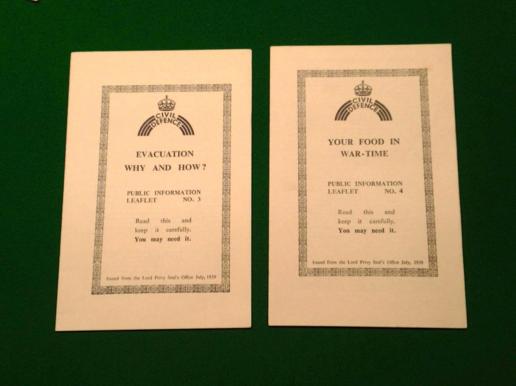 CIVIL
DEFENCE
EVACUATION
WHY AND HOW?
PUBLIC INFORMATION
LEAFLET NO. 3
Read this and
keep it carefully.
You may need it.
Issued from the Lord Privy Seal's Office July, 1939
CIVIL
DEFENCE
YOUR FOOD IN
WAR-TIME
PUBLIC INFORMATION
LEAFLET NO. 4
Read this and
keep it carefully.
You may need it.
Issued from the Lord Privy Seal's Office July, 1939